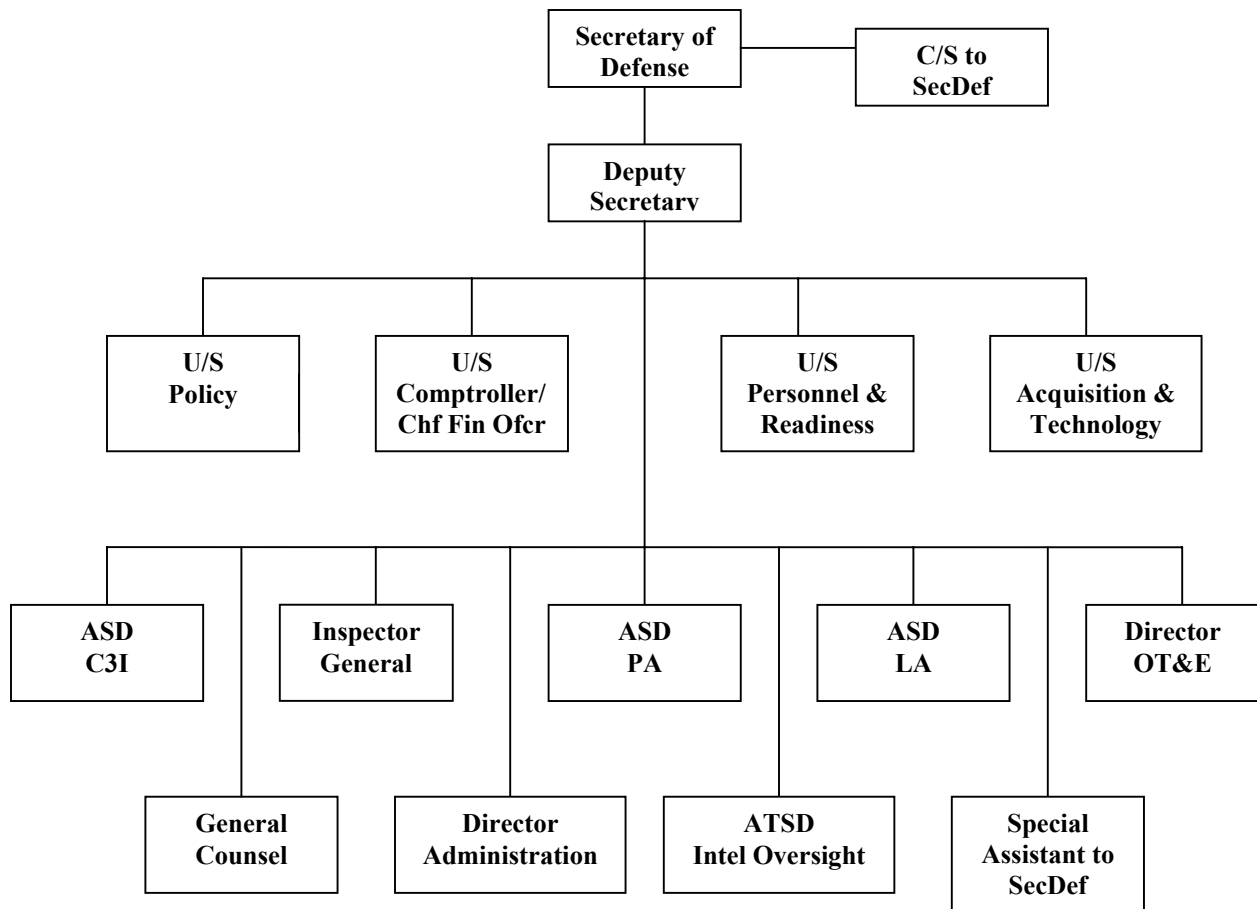 Secretary of
Defense
C/S to
SecDef
Deputy
Secretary
U/S
Policy
U/S
Comptroller/
Chf Fin Ofcr
U/S
Personnel &
Readiness
U/S
Acquisition &
Technology
ASD
C3I
Inspector
General
ASD
PA
ASD
LA
Director
OT&E
General
Counsel
Director
Administration
ATSD
Intel Oversight
Special
Assistant to
SecDef